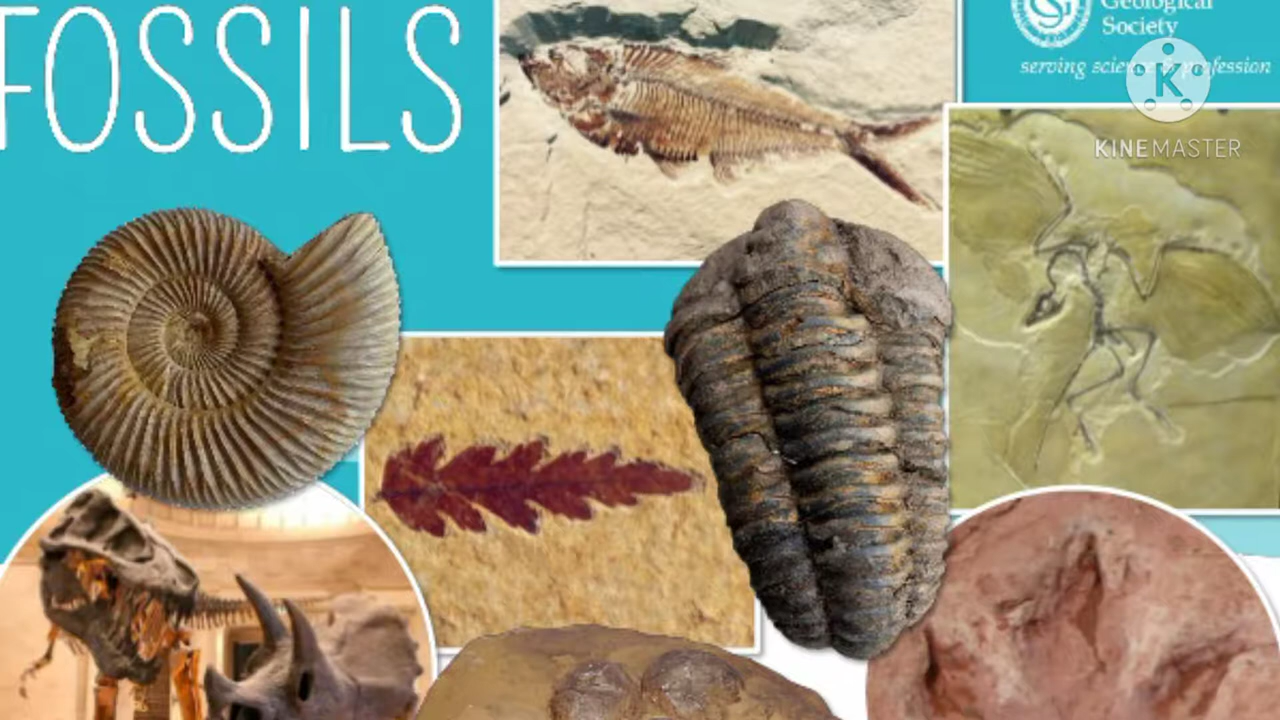 FOSSILS
Geological
Society
serving science & profession
KINEMASTER